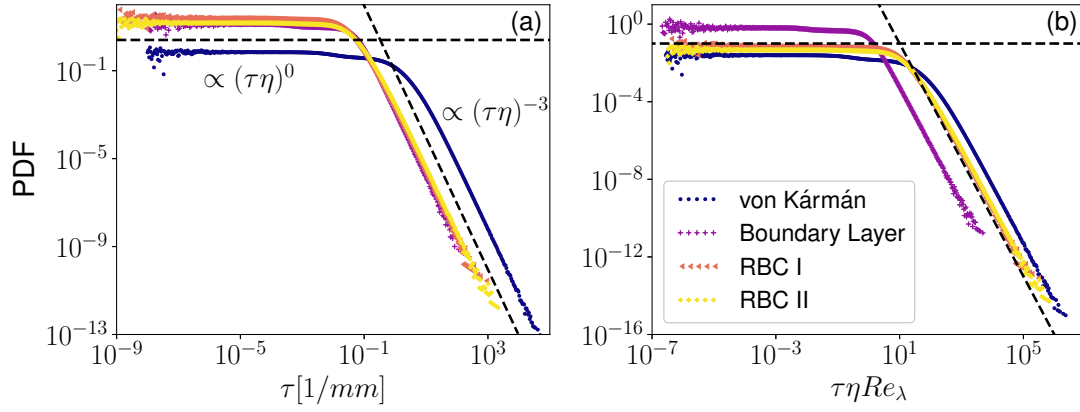 (a)
PDF
10⁻¹
10⁻⁵
10⁻⁹
10⁻¹³
∝ (τη)⁰
∝ (τη)⁻³
10⁻⁹
10⁻⁵
10⁻¹
10³
τ[1/mm]
(b)
10⁰
10⁻⁴
10⁻⁸
10⁻¹²
10⁻¹⁶
von Kármán
Boundary Layer
RBC I
RBC II
10⁻⁷
10⁻³
10¹
10⁵
τηRe_λ